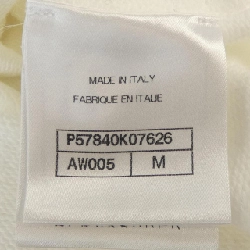 MADE IN ITALY
FABRIQUE EN ITALIE
P57840K07626
AW005 M